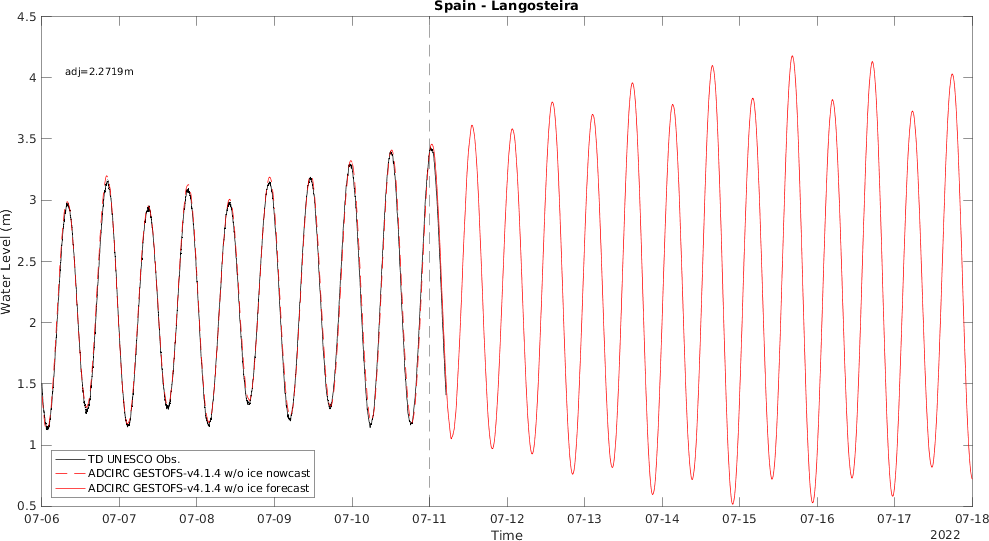 Spain - Langosteira
adj=2.2719m
Water Level (m)
4.5
4
3.5
3
2.5
2
1.5
1
0.5
TD UNESCO Obs.
ADCIRC GESTOFS-v4.1.4 w/o ice nowcast
ADCIRC GESTOFS-v4.1.4 w/o ice forecast
07-06 07-07 07-08 07-09 07-10 07-11 07-12 07-13 07-14 07-15 07-16 07-17 07-18
Time
2022